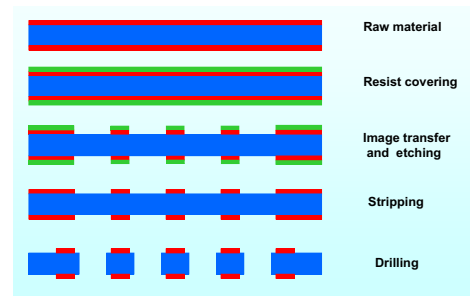 Raw material
Resist covering
Image transfer
and etching
Stripping
Drilling